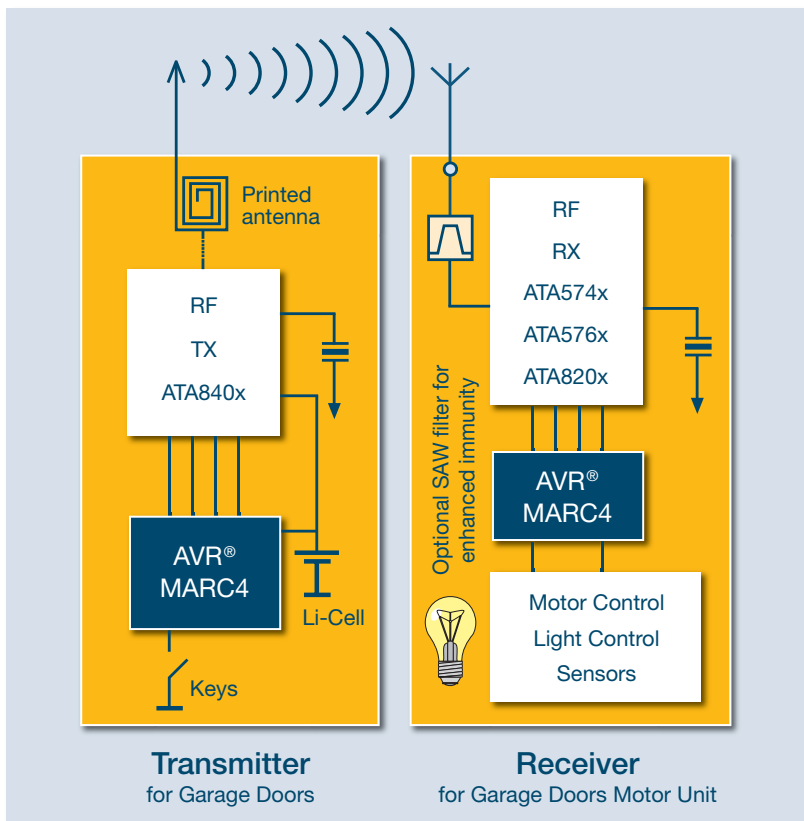 Printed
antenna
RF
TX
ATA840x
AVR®
MARC4
Li-Cell
Keys
Transmitter
for Garage Doors
RF
RX
ATA574x
ATA576x
ATA820x
Optional SAW filter for
enhanced immunity
AVR®
MARC4
Motor Control
Light Control
Sensors
Receiver
for Garage Doors Motor Unit